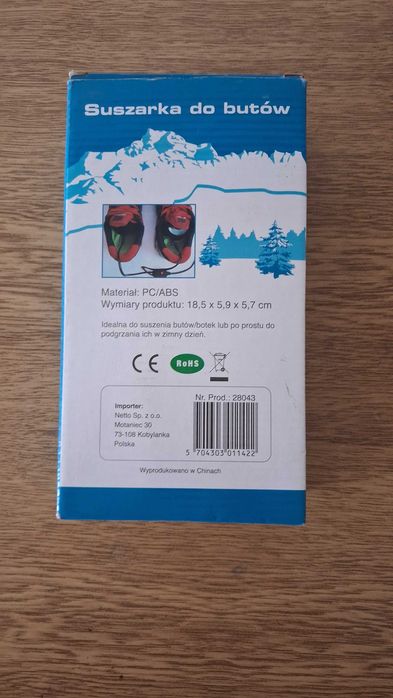 Suszarka do butów
Materiał: PC/ABS
Wymiary produktu: 18,5 x 5,9 x 5,7 cm
Idealna do suszenia butów/botek lub po prostu do
podgrzania ich w zimny dzień.
CE
RoHS
Importer:
Netto Sp. z o.o.
Motaniec 30
73-108 Kobylanka
Polska
Nr. Prod.: 28043
5 704303 011422
Wyprodukowano w Chinach